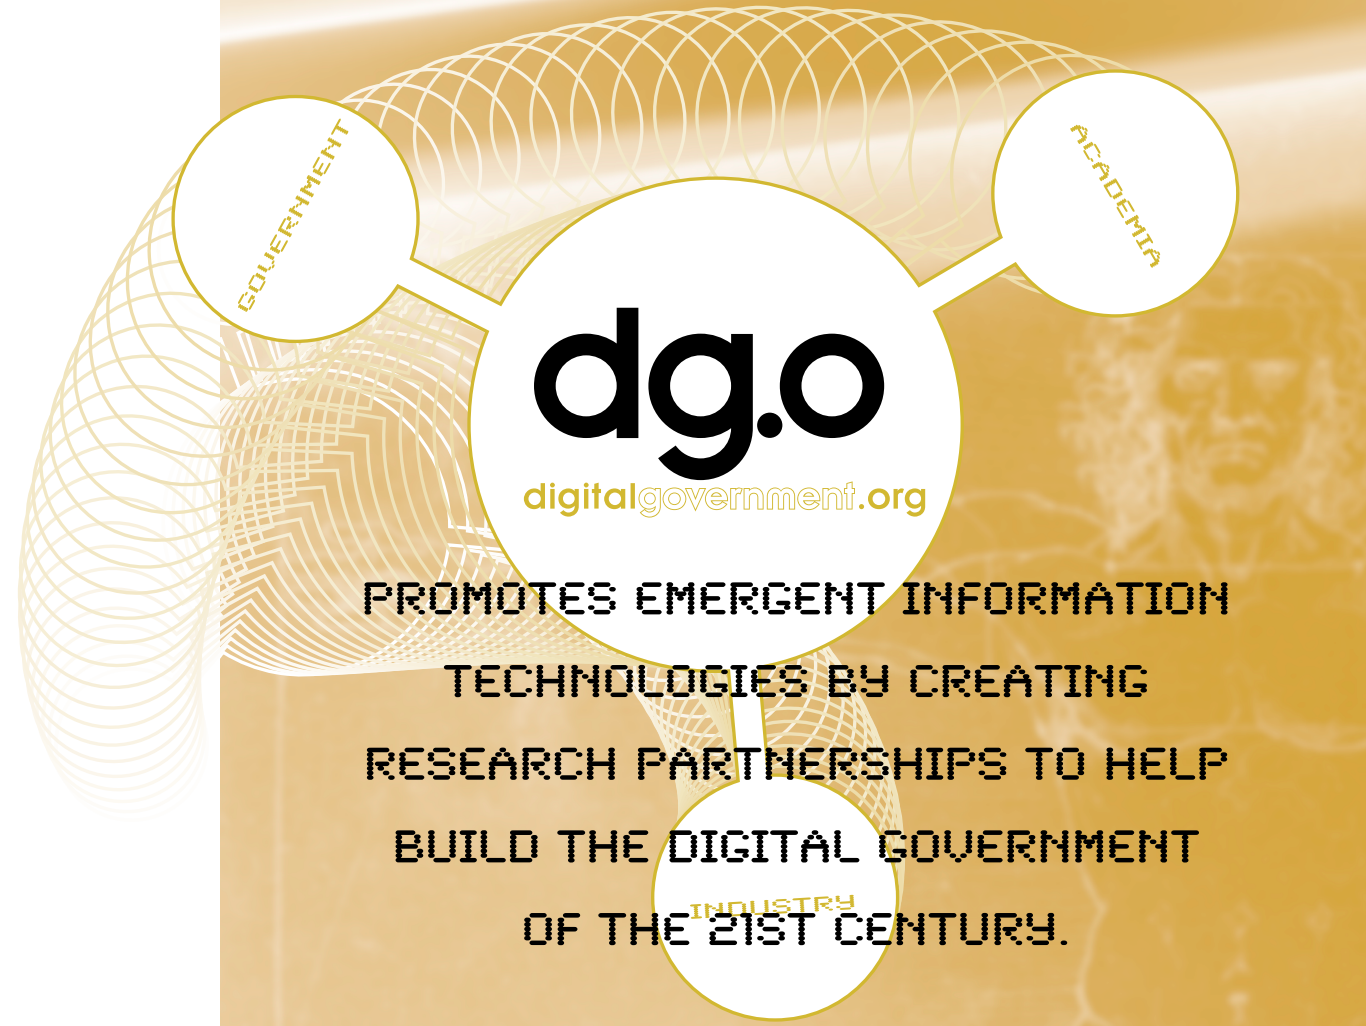 GOVERNMENT
ACADEMIA
dg.o
digitalgovernment.org
PROMOTES EMERGENT INFORMATION
TECHNOLOGIES BY CREATING
RESEARCH PARTNERSHIPS TO HELP
BUILD THE DIGITAL GOVERNMENT
INDUSTRY
OF THE 21ST CENTURY.